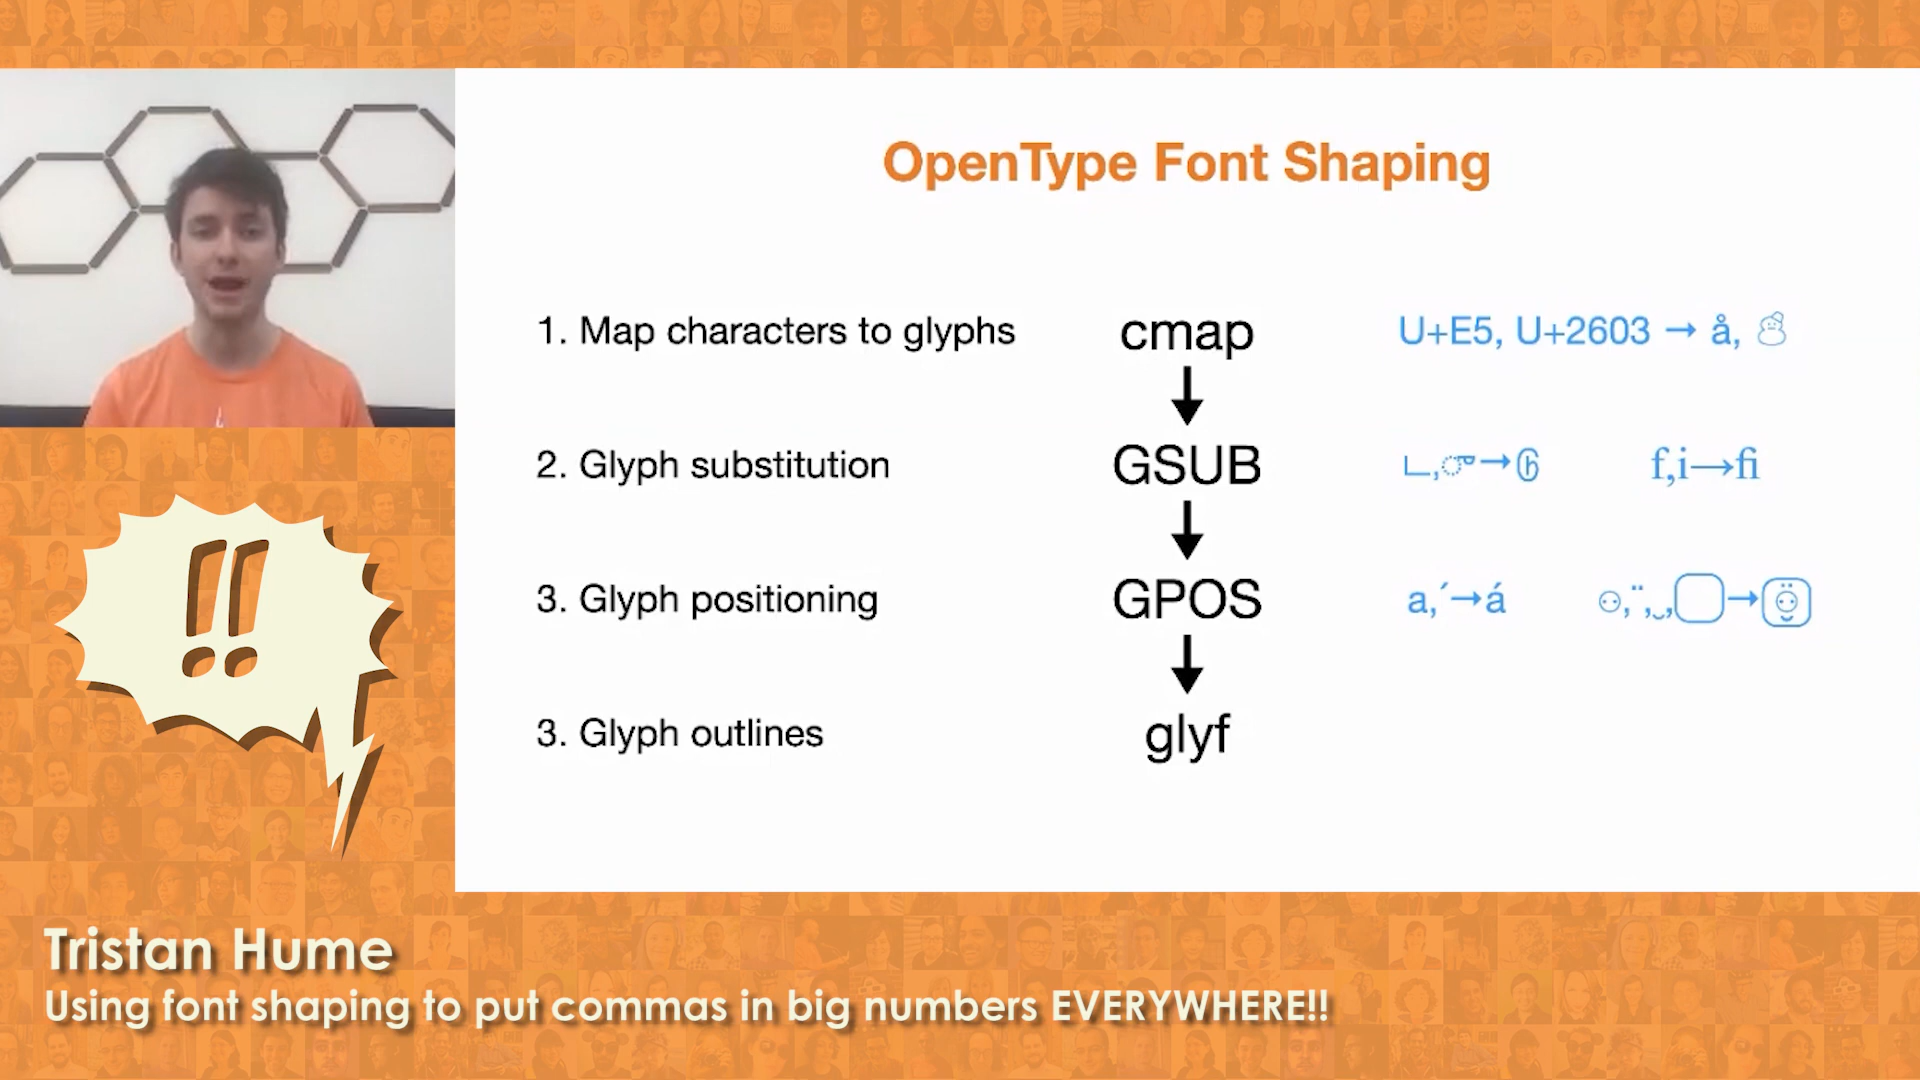 OpenType Font Shaping
1. Map characters to glyphs
cmap
U+E5, U+2603 → å, ☃
2. Glyph substitution
GSUB
f,i→fi
3. Glyph positioning
GPOS
a,´→á
3. Glyph outlines
glyf
!!
Tristan Hume
Using font shaping to put commas in big numbers EVERYWHERE!!